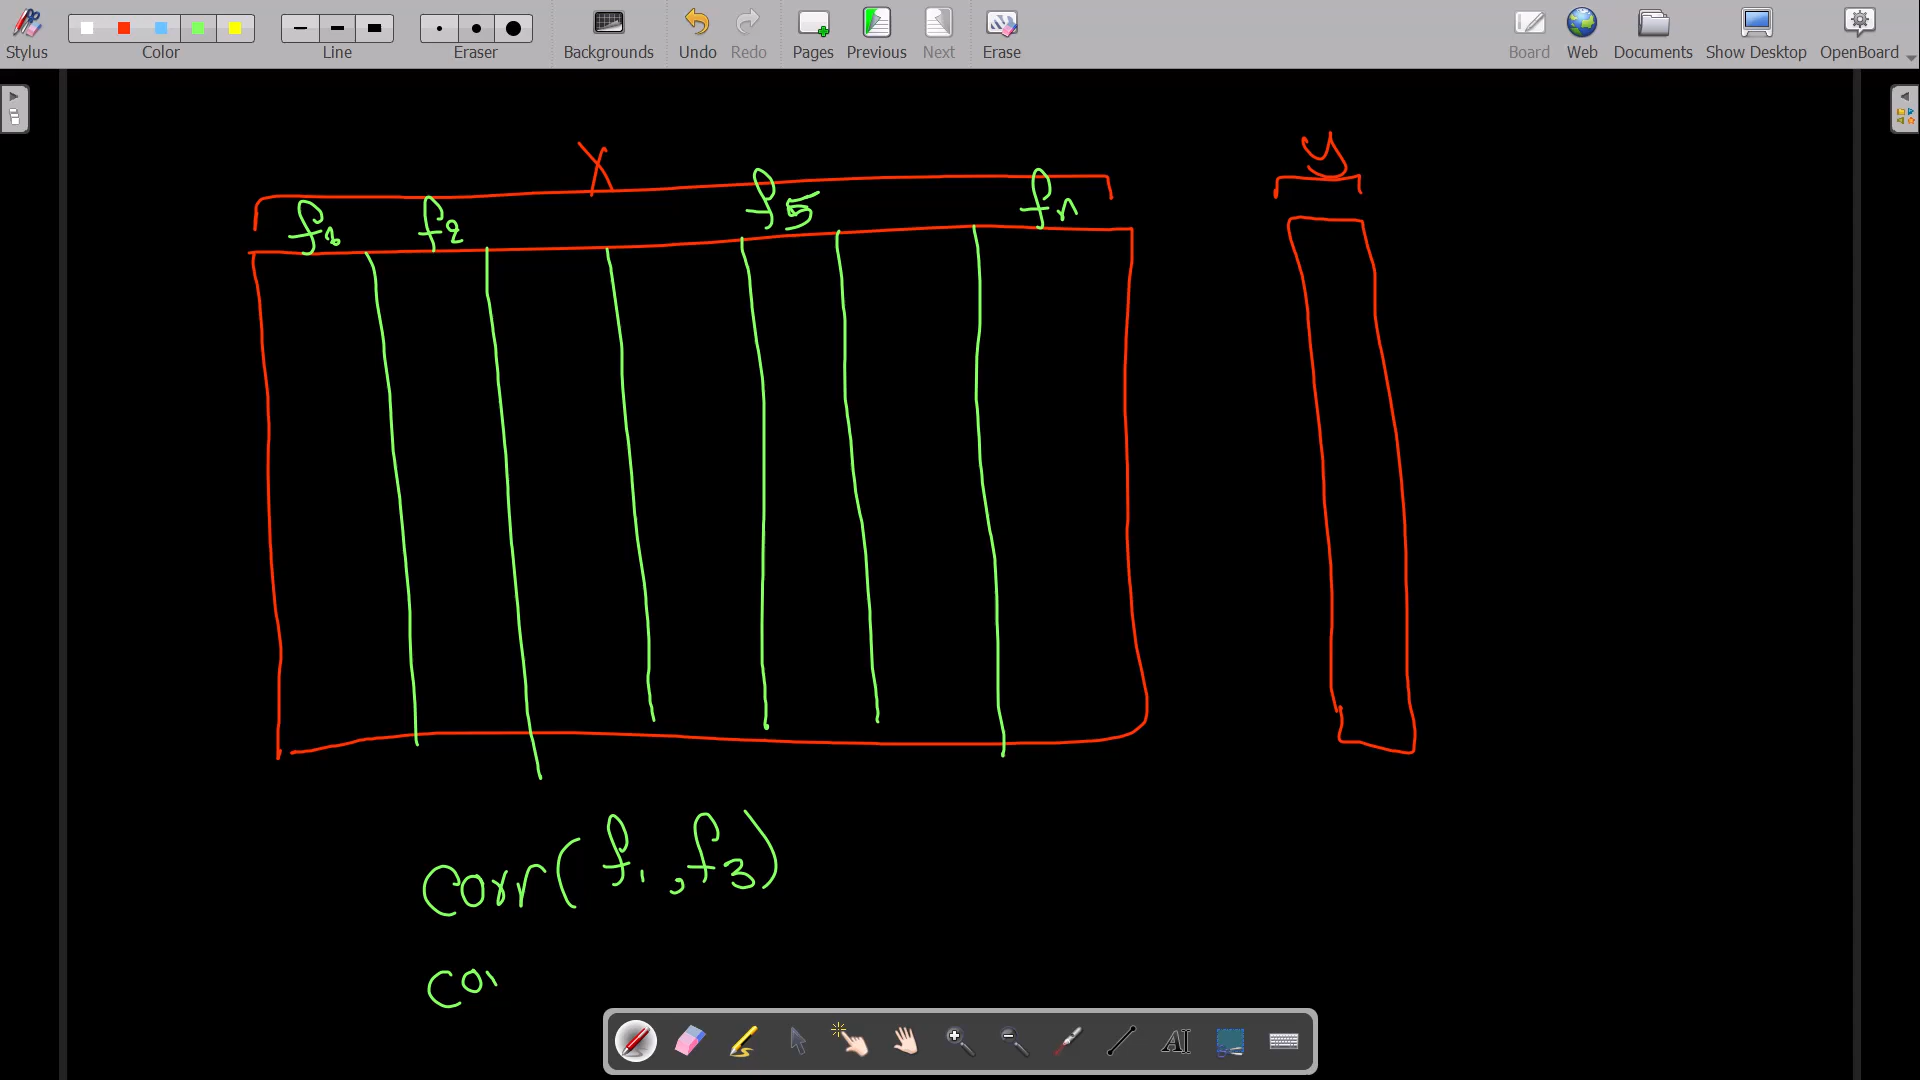 Stylus Color Line Eraser Backgrounds Undo Redo Pages Previous Next Erase Board Web Documents Show Desktop OpenBoard
X y
f2 f5 fn
corr(f1,f3)
co
AI